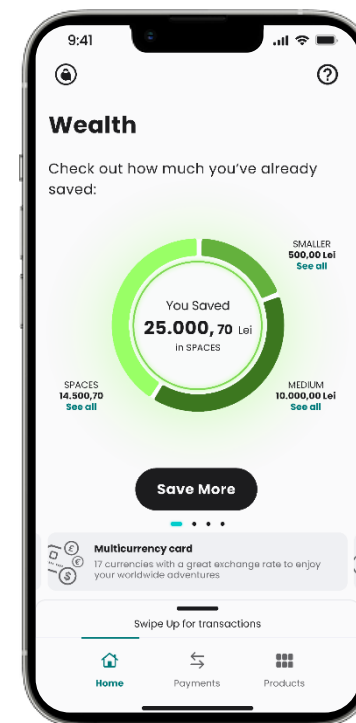 9:41
Wealth
Check out how much you've already
saved:
SMALLER
500,00 Lei
See all
You Saved
25.000, 70 Lei
in SPACES
SPACES
14.500,70
See all
MEDIUM
10.000,00 Lei
See all
Save More
Multicurrency card
17 currencies with a great exchange rate to enjoy
your worldwide adventures
Swipe Up for transactions
Home
Payments
Products